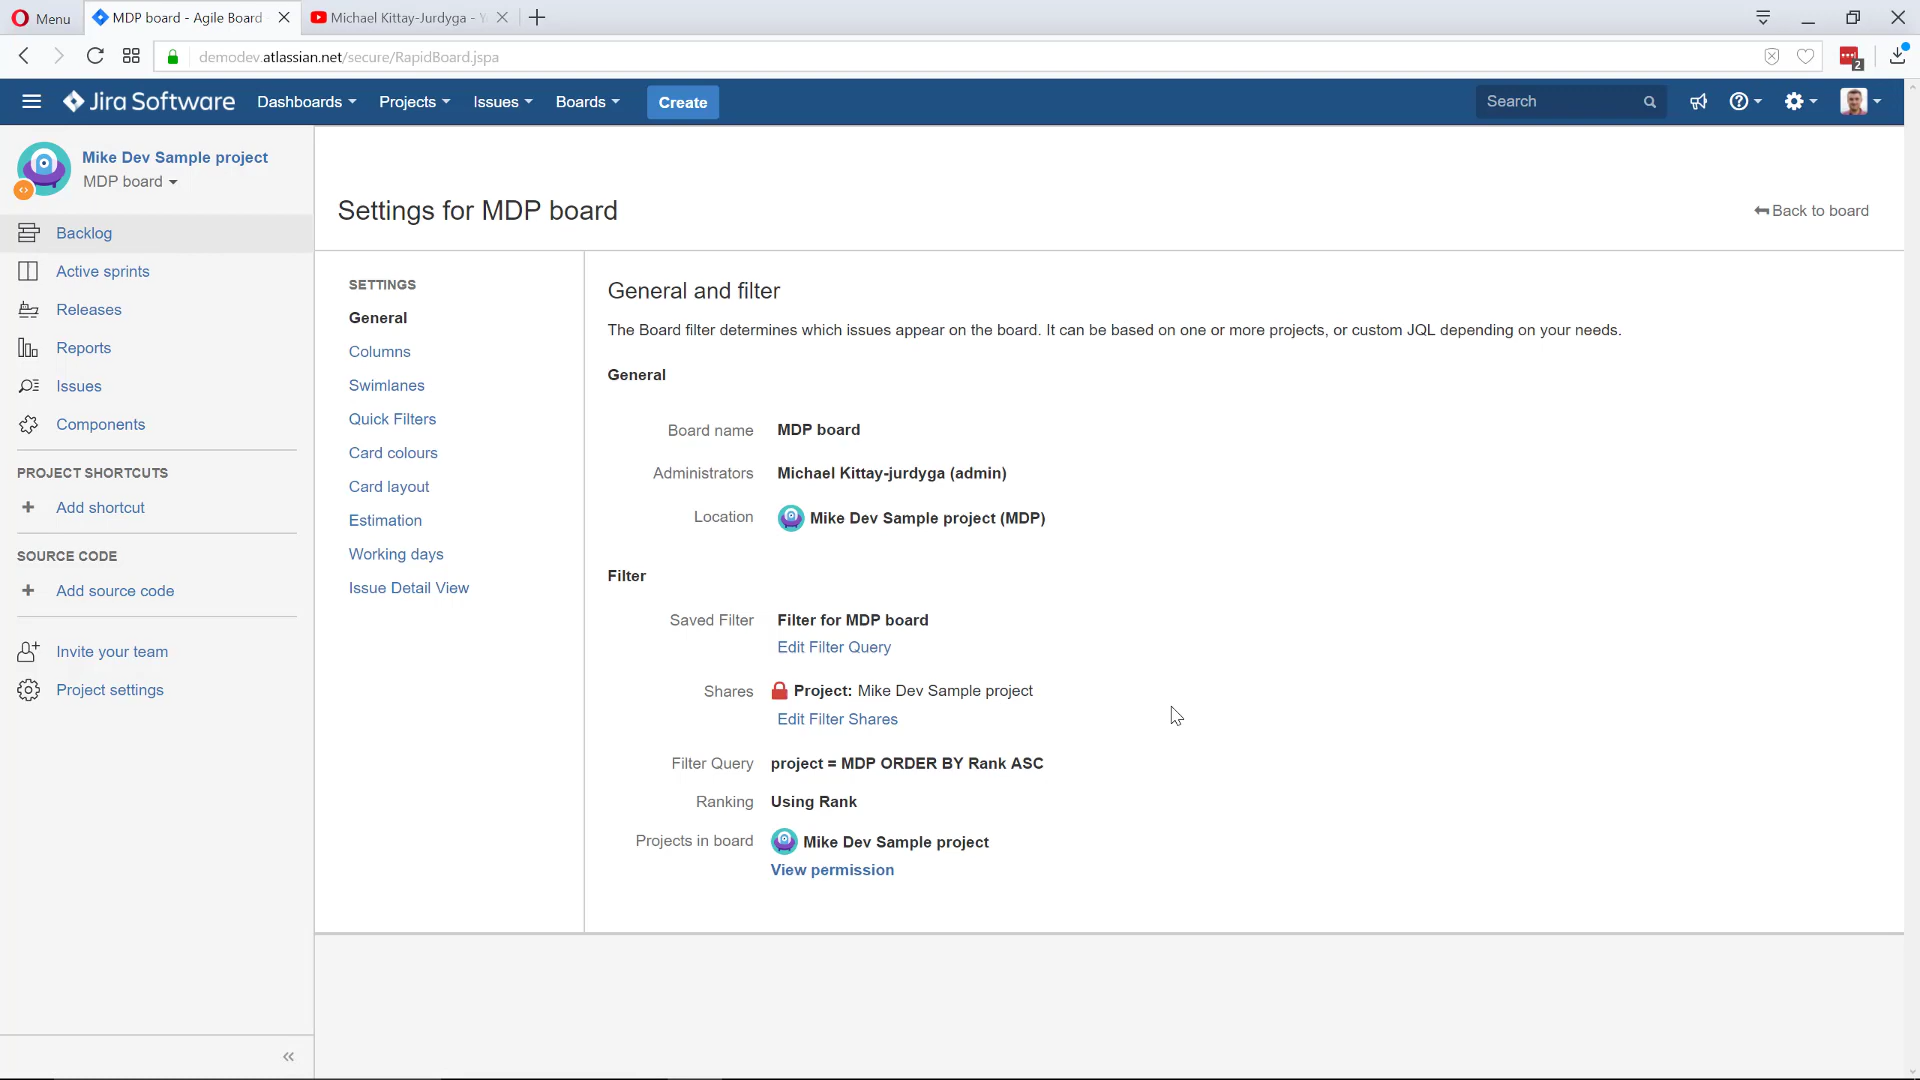 Menu
MDP board - Agile Board
Michael Kittay-Jurdyga - Y
demodev.atlassian.net/secure/RapidBoard.jspa
2
Jira Software
Dashboards
Projects
Issues
Boards
Create
Search
Mike Dev Sample project
MDP board
Backlog
Active sprints
Releases
Reports
Issues
Components
PROJECT SHORTCUTS
+ Add shortcut
SOURCE CODE
+ Add source code
Invite your team
Project settings
Settings for MDP board
Back to board
SETTINGS
General
Columns
Swimlanes
Quick Filters
Card colours
Card layout
Estimation
Working days
Issue Detail View
General and filter
The Board filter determines which issues appear on the board. It can be based on one or more projects, or custom JQL depending on your needs.
General
Board name MDP board
Administrators Michael Kittay-jurdyga (admin)
Location Mike Dev Sample project (MDP)
Filter
Saved Filter Filter for MDP board
Edit Filter Query
Shares Project: Mike Dev Sample project
Edit Filter Shares
Filter Query project = MDP ORDER BY Rank ASC
Ranking Using Rank
Projects in board Mike Dev Sample project
View permission